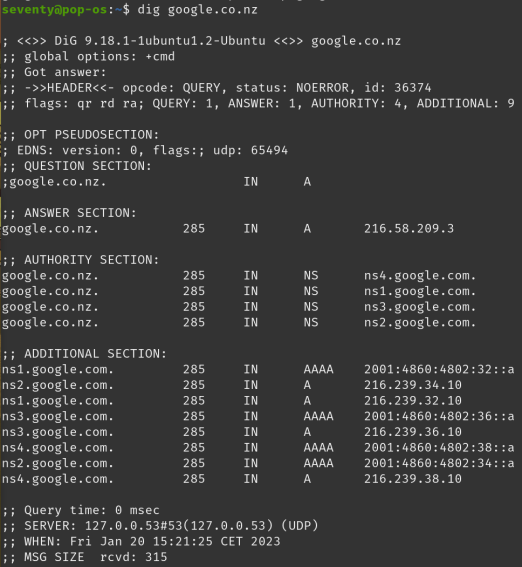 seventy@pop-os:~$ dig google.co.nz
; <<>> DiG 9.18.1-1ubuntu1.2-Ubuntu <<>> google.co.nz
;; global options: +cmd
;; Got answer:
;; ->>HEADER<<- opcode: QUERY, status: NOERROR, id: 36374
;; flags: qr rd ra; QUERY: 1, ANSWER: 1, AUTHORITY: 4, ADDITIONAL: 9
;; OPT PSEUDOSECTION:
; EDNS: version: 0, flags:; udp: 65494
;; QUESTION SECTION:
;google.co.nz. IN A
;; ANSWER SECTION:
google.co.nz. 285 IN A 216.58.209.3
;; AUTHORITY SECTION:
google.co.nz. 285 IN NS ns4.google.com.
google.co.nz. 285 IN NS ns1.google.com.
google.co.nz. 285 IN NS ns3.google.com.
google.co.nz. 285 IN NS ns2.google.com.
;; ADDITIONAL SECTION:
ns1.google.com. 285 IN AAAA 2001:4860:4802:32::a
ns2.google.com. 285 IN A 216.239.34.10
ns1.google.com. 285 IN A 216.239.32.10
ns3.google.com. 285 IN AAAA 2001:4860:4802:36::a
ns3.google.com. 285 IN A 216.239.36.10
ns4.google.com. 285 IN AAAA 2001:4860:4802:38::a
ns2.google.com. 285 IN AAAA 2001:4860:4802:34::a
ns4.google.com. 285 IN A 216.239.38.10
;; Query time: 0 msec
;; SERVER: 127.0.0.53#53(127.0.0.53) (UDP)
;; WHEN: Fri Jan 20 15:21:25 CET 2023
;; MSG SIZE rcvd: 315